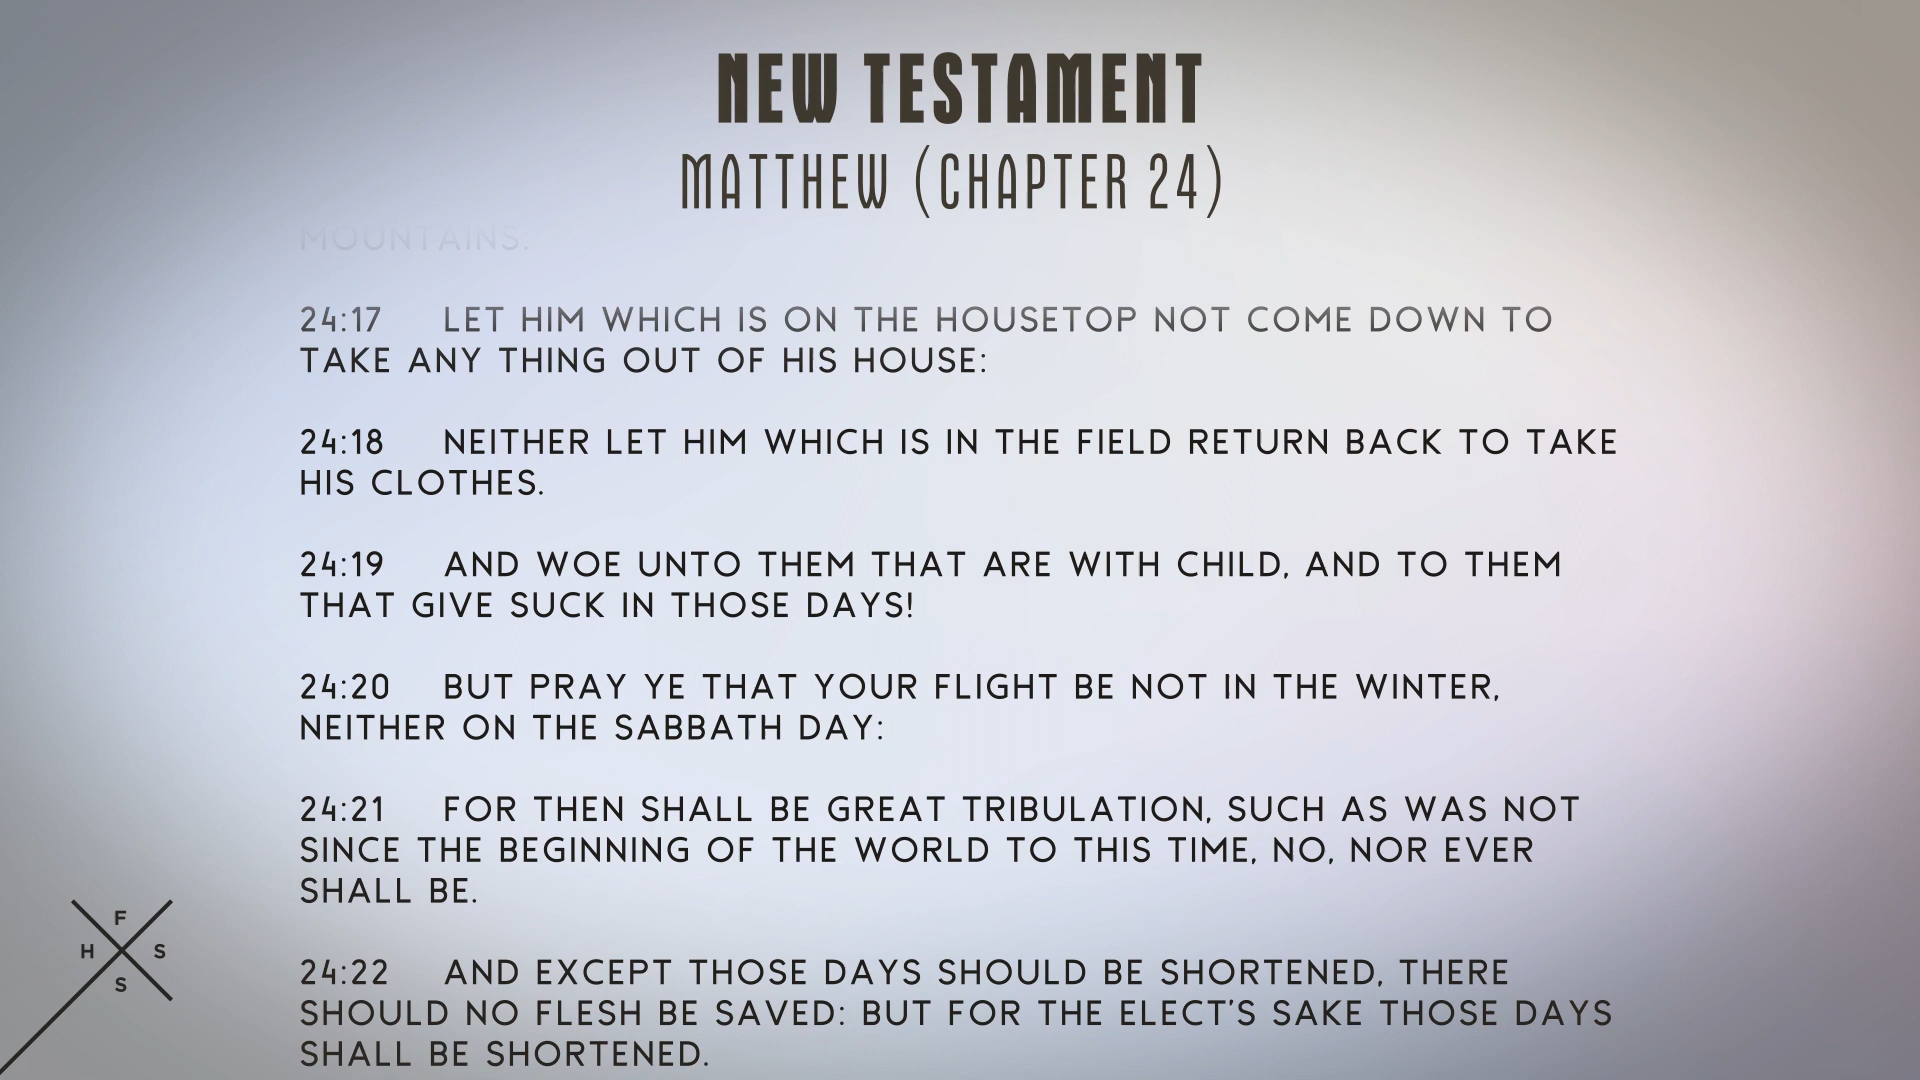 NEW TESTAMENT
MATTHEW (CHAPTER 24)
MOUNTAINS:
24:17 LET HIM WHICH IS ON THE HOUSETOP NOT COME DOWN TO
TAKE ANY THING OUT OF HIS HOUSE:
24:18 NEITHER LET HIM WHICH IS IN THE FIELD RETURN BACK TO TAKE
HIS CLOTHES.
24:19 AND WOE UNTO THEM THAT ARE WITH CHILD, AND TO THEM
THAT GIVE SUCK IN THOSE DAYS!
24:20 BUT PRAY YE THAT YOUR FLIGHT BE NOT IN THE WINTER,
NEITHER ON THE SABBATH DAY:
24:21 FOR THEN SHALL BE GREAT TRIBULATION, SUCH AS WAS NOT
SINCE THE BEGINNING OF THE WORLD TO THIS TIME, NO, NOR EVER
SHALL BE.
24:22 AND EXCEPT THOSE DAYS SHOULD BE SHORTENED, THERE
SHOULD NO FLESH BE SAVED: BUT FOR THE ELECT'S SAKE THOSE DAYS
SHALL BE SHORTENED.
F
H S
S